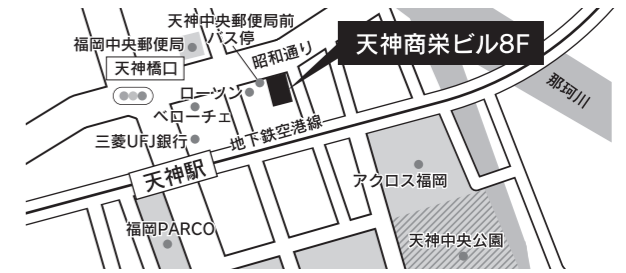 天神中央郵便局前
バス停
福岡中央郵便局
天神橋口
昭和通り
天神商栄ビル8F
那珂川
ローソン
ベローチェ
三菱UFJ銀行
地下鉄空港線
天神駅
アクロス福岡
福岡PARCO
天神中央公園